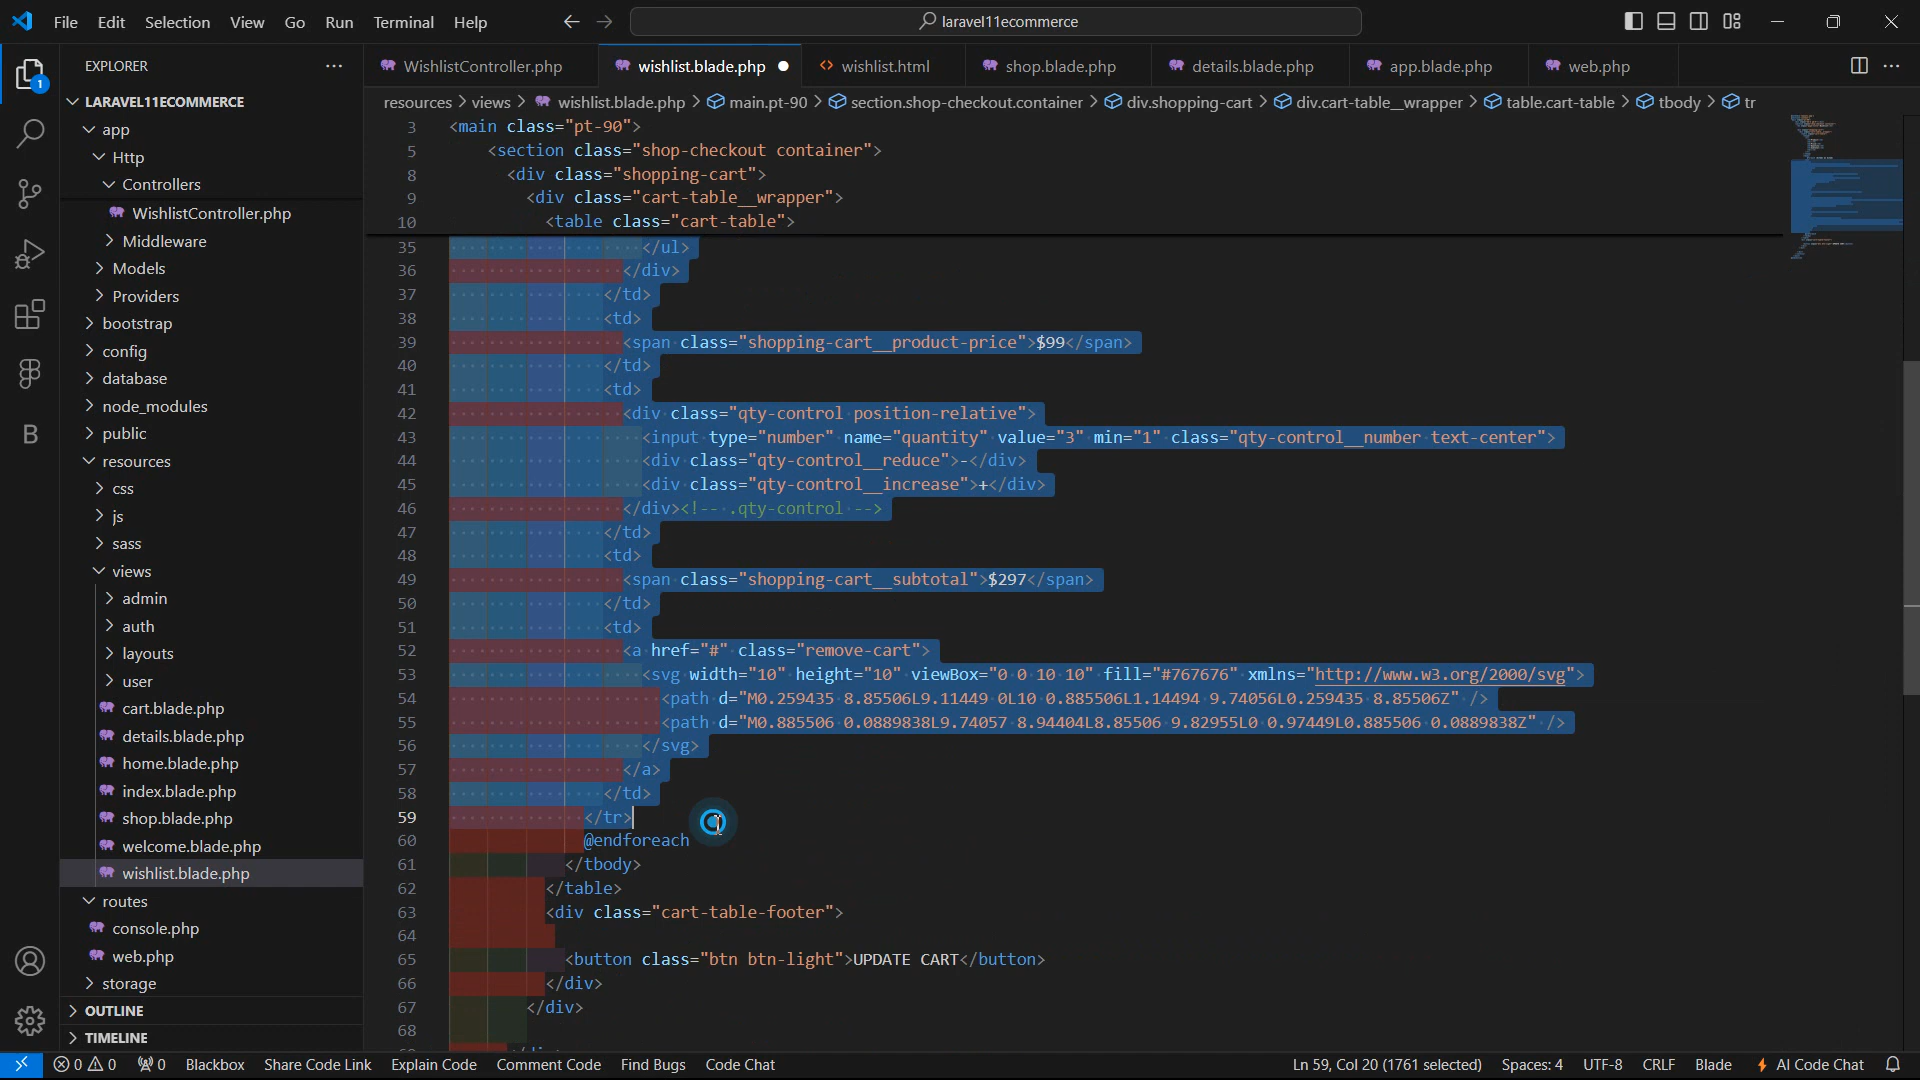 File Edit Selection View Go Run Terminal Help
laravel11ecommerce
EXPLORER
WishlistController.php
wishlist.blade.php
wishlist.html
shop.blade.php
details.blade.php
app.blade.php
web.php
resources > views > wishlist.blade.php > main.pt-90 > section.shop-checkout.container > div.shopping-cart > div.cart-table__wrapper > table.cart-table > tbody > tr
1
LARAVEL11ECOMMERCE
app
Http
Controllers
WishlistController.php
Middleware
Models
Providers
bootstrap
config
database
node_modules
public
resources
css
js
sass
views
admin
auth
layouts
user
cart.blade.php
details.blade.php
home.blade.php
index.blade.php
shop.blade.php
welcome.blade.php
wishlist.blade.php
routes
console.php
web.php
storage
OUTLINE
TIMELINE
3 <main class="pt-90">
5 <section class="shop-checkout container">
8 <div class="shopping-cart">
9 <div class="cart-table__wrapper">
10 <table class="cart-table">
35 </ul>
36 </div>
37 </td>
38 <td>
39 <span class="shopping-cart__product-price">$99</span>
40 </td>
41 <td>
42 <div class="qty-control position-relative">
43 <input type="number" name="quantity" value="3" min="1" class="qty-control__number text-center">
44 <div class="qty-control__reduce">-</div>
45 <div class="qty-control__increase">+</div>
46 </div><!-- .qty-control -->
47 </td>
48 <td>
49 <span class="shopping-cart__subtotal">$297</span>
50 </td>
51 <td>
52 <a href="#" class="remove-cart">
53 <svg width="10" height="10" viewBox="0 0 10 10" fill="#767676" xmlns="http://www.w3.org/2000/svg">
54 <path d="M0.259435 8.85506L9.11449 0L10 0.885506L1.14494 9.74056L0.259435 8.85506Z" />
55 <path d="M0.885506 0.0889838L9.74057 8.94404L8.85506 9.82955L0 0.97449L0.885506 0.0889838Z" />
56 </svg>
57 </a>
58 </td>
59 </tr>
60 @endforeach
61 </tbody>
62 </table>
63 <div class="cart-table-footer">
64
65 <button class="btn btn-light">UPDATE CART</button>
66 </div>
67 </div>
68
B
0 0 0 Blackbox Share Code Link Explain Code Comment Code Find Bugs Code Chat
Ln 59, Col 20 (1761 selected) Spaces: 4 UTF-8 CRLF Blade AI Code Chat